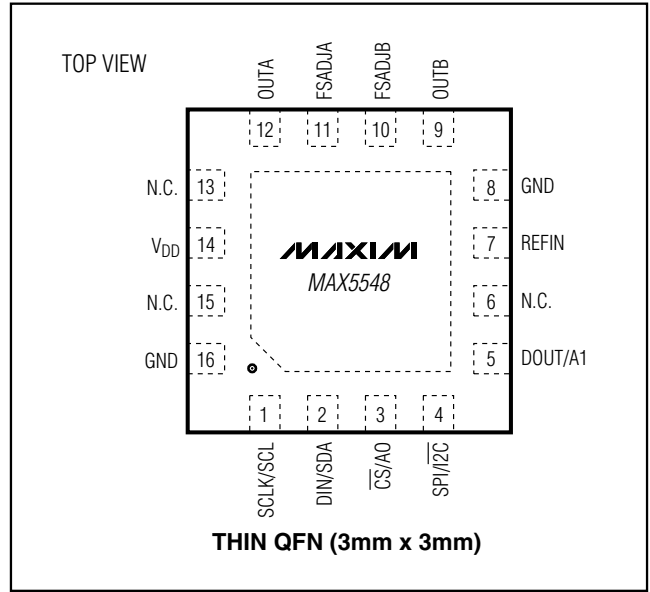 TOP VIEW
OUTA
FSADJA
FSADJB
OUTB
12
11
10
9
N.C. 13
8 GND
V_DD 14
MAXIM
7 REFIN
MAX5548
N.C. 15
6 N.C.
GND 16
5 DOUT/A1
1
2
3
4
SCLK/SCL
DIN/SDA
C̅S̅/A0
SPI/I̅2̅C̅
THIN QFN (3mm x 3mm)